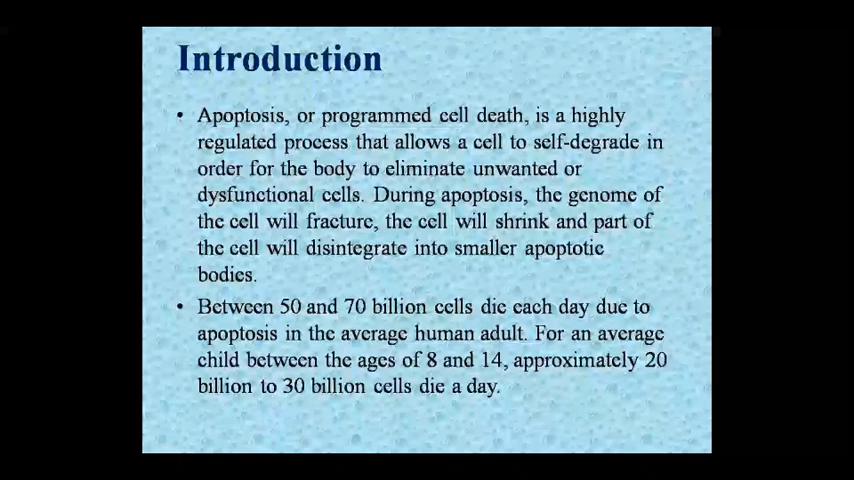 Introduction
• Apoptosis, or programmed cell death, is a highly
regulated process that allows a cell to self-degrade in
order for the body to eliminate unwanted or
dysfunctional cells. During apoptosis, the genome of
the cell will fracture, the cell will shrink and part of
the cell will disintegrate into smaller apoptotic
bodies.
• Between 50 and 70 billion cells die each day due to
apoptosis in the average human adult. For an average
child between the ages of 8 and 14, approximately 20
billion to 30 billion cells die a day.